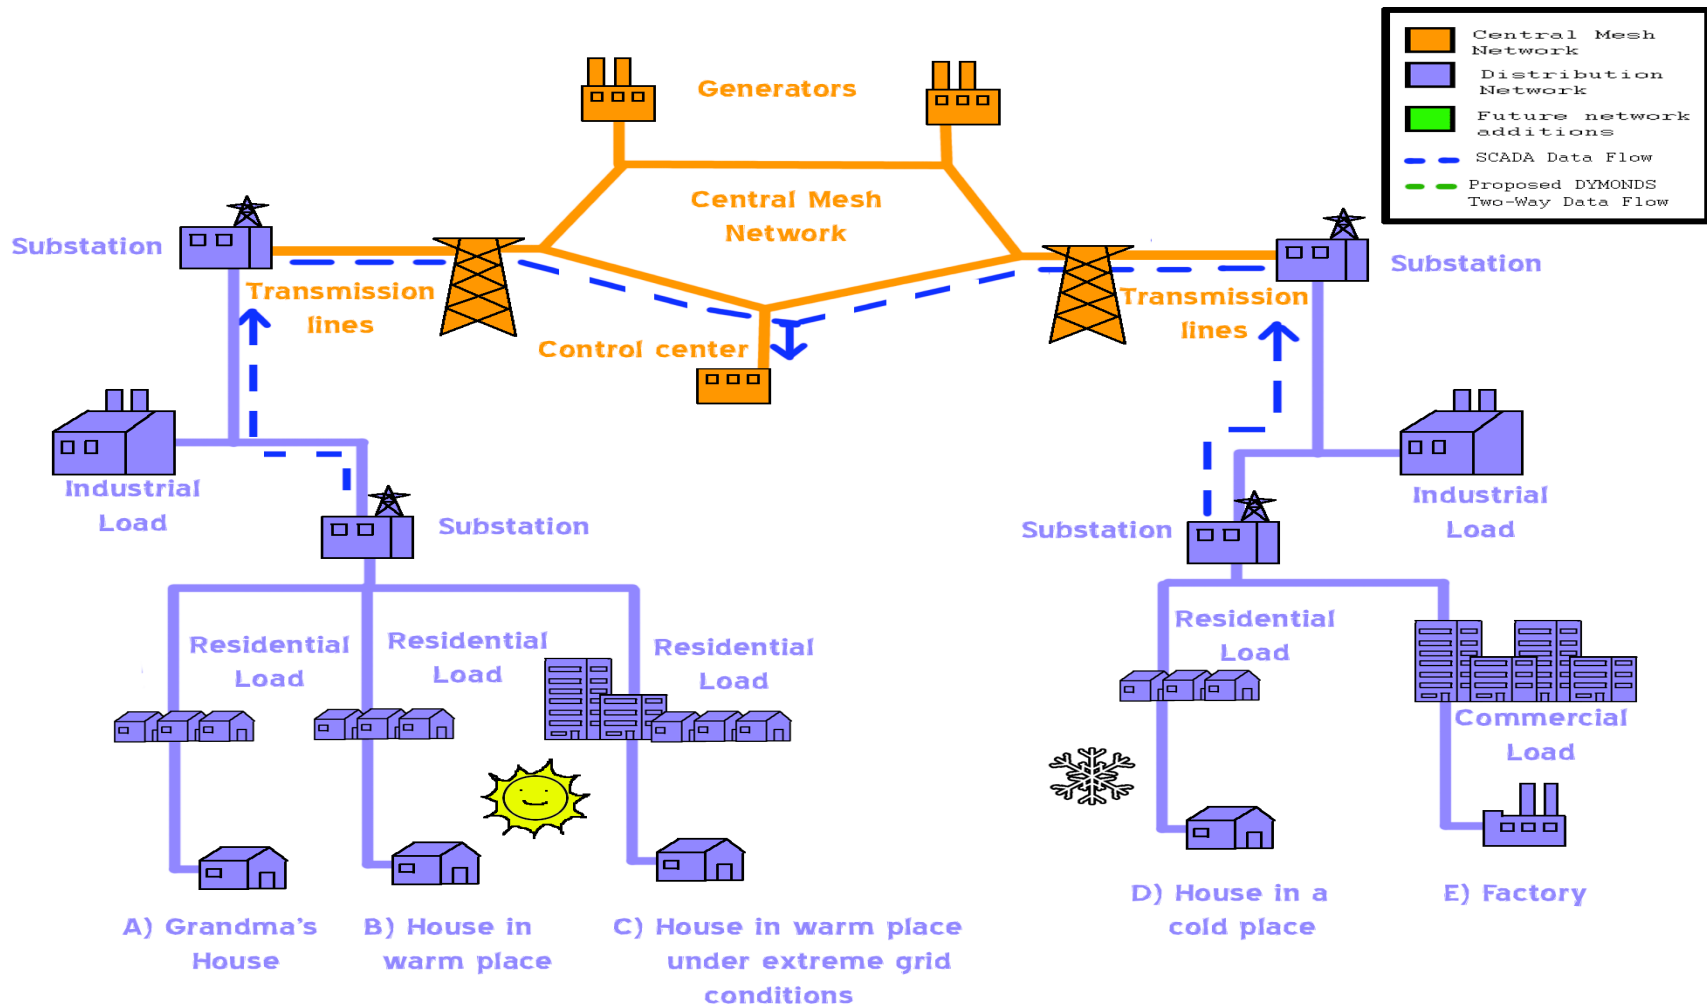 Central Mesh
Network
Distribution
Network
Future network
additions
SCADA Data Flow
Proposed DYMONDS
Two-Way Data Flow
Generators
Central Mesh
Network
Substation
Substation
Transmission
lines
Transmission
lines
Control center
Industrial
Load
Industrial
Load
Substation
Substation
Residential
Load
Residential
Load
Residential
Load
Residential
Load
Commercial
Load
A) Grandma's
House
B) House in
warm place
C) House in warm place
under extreme grid
conditions
D) House in a
cold place
E) Factory